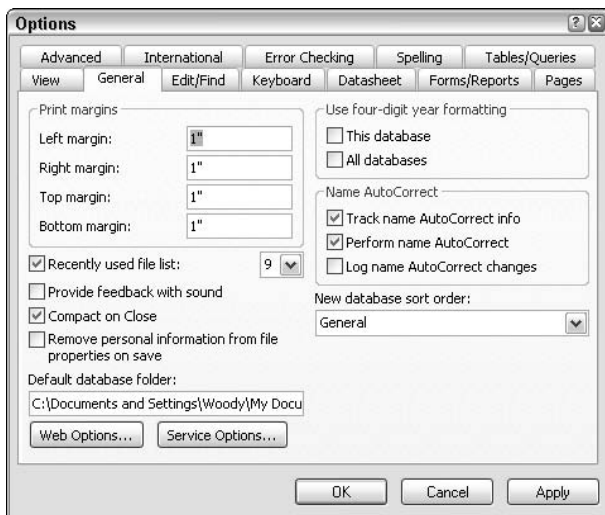 Options
Advanced International Error Checking Spelling Tables/Queries
View General Edit/Find Keyboard Datasheet Forms/Reports Pages
Print margins
Left margin: 1"
Right margin: 1"
Top margin: 1"
Bottom margin: 1"
Recently used file list: 9
Provide feedback with sound
Compact on Close
Remove personal information from file
properties on save
Default database folder:
C:\Documents and Settings\Woody\My Docu
Web Options... Service Options...
Use four-digit year formatting
This database
All databases
Name AutoCorrect
Track name AutoCorrect info
Perform name AutoCorrect
Log name AutoCorrect changes
New database sort order:
General
OK Cancel Apply